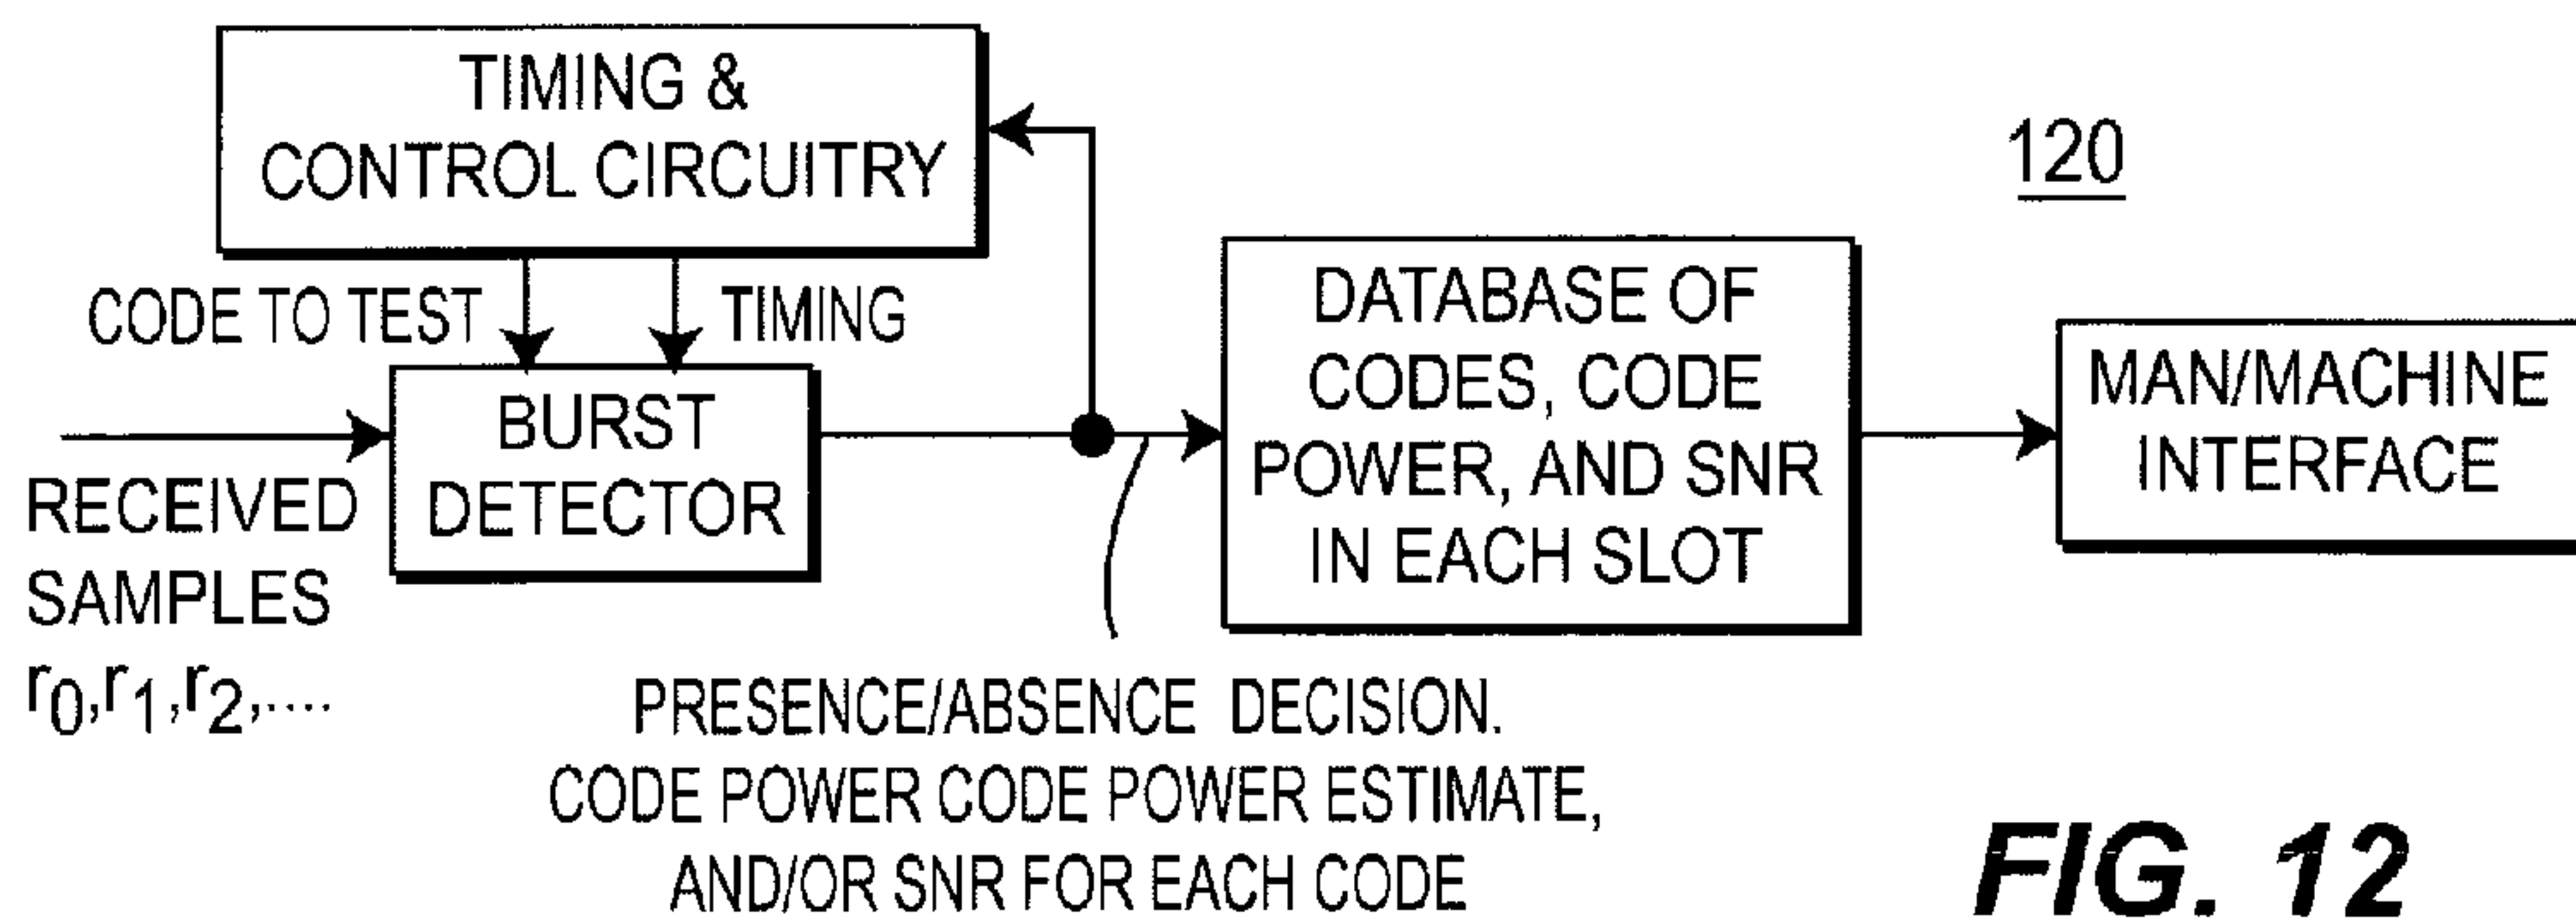 TIMING &
CONTROL CIRCUITRY
120
CODE TO TEST
TIMING
BURST
DETECTOR
RECEIVED
SAMPLES
r0,r1,r2,....
DATABASE OF
CODES, CODE
POWER, AND SNR
IN EACH SLOT
MAN/MACHINE
INTERFACE
PRESENCE/ABSENCE DECISION.
CODE POWER CODE POWER ESTIMATE,
AND/OR SNR FOR EACH CODE
FIG. 12